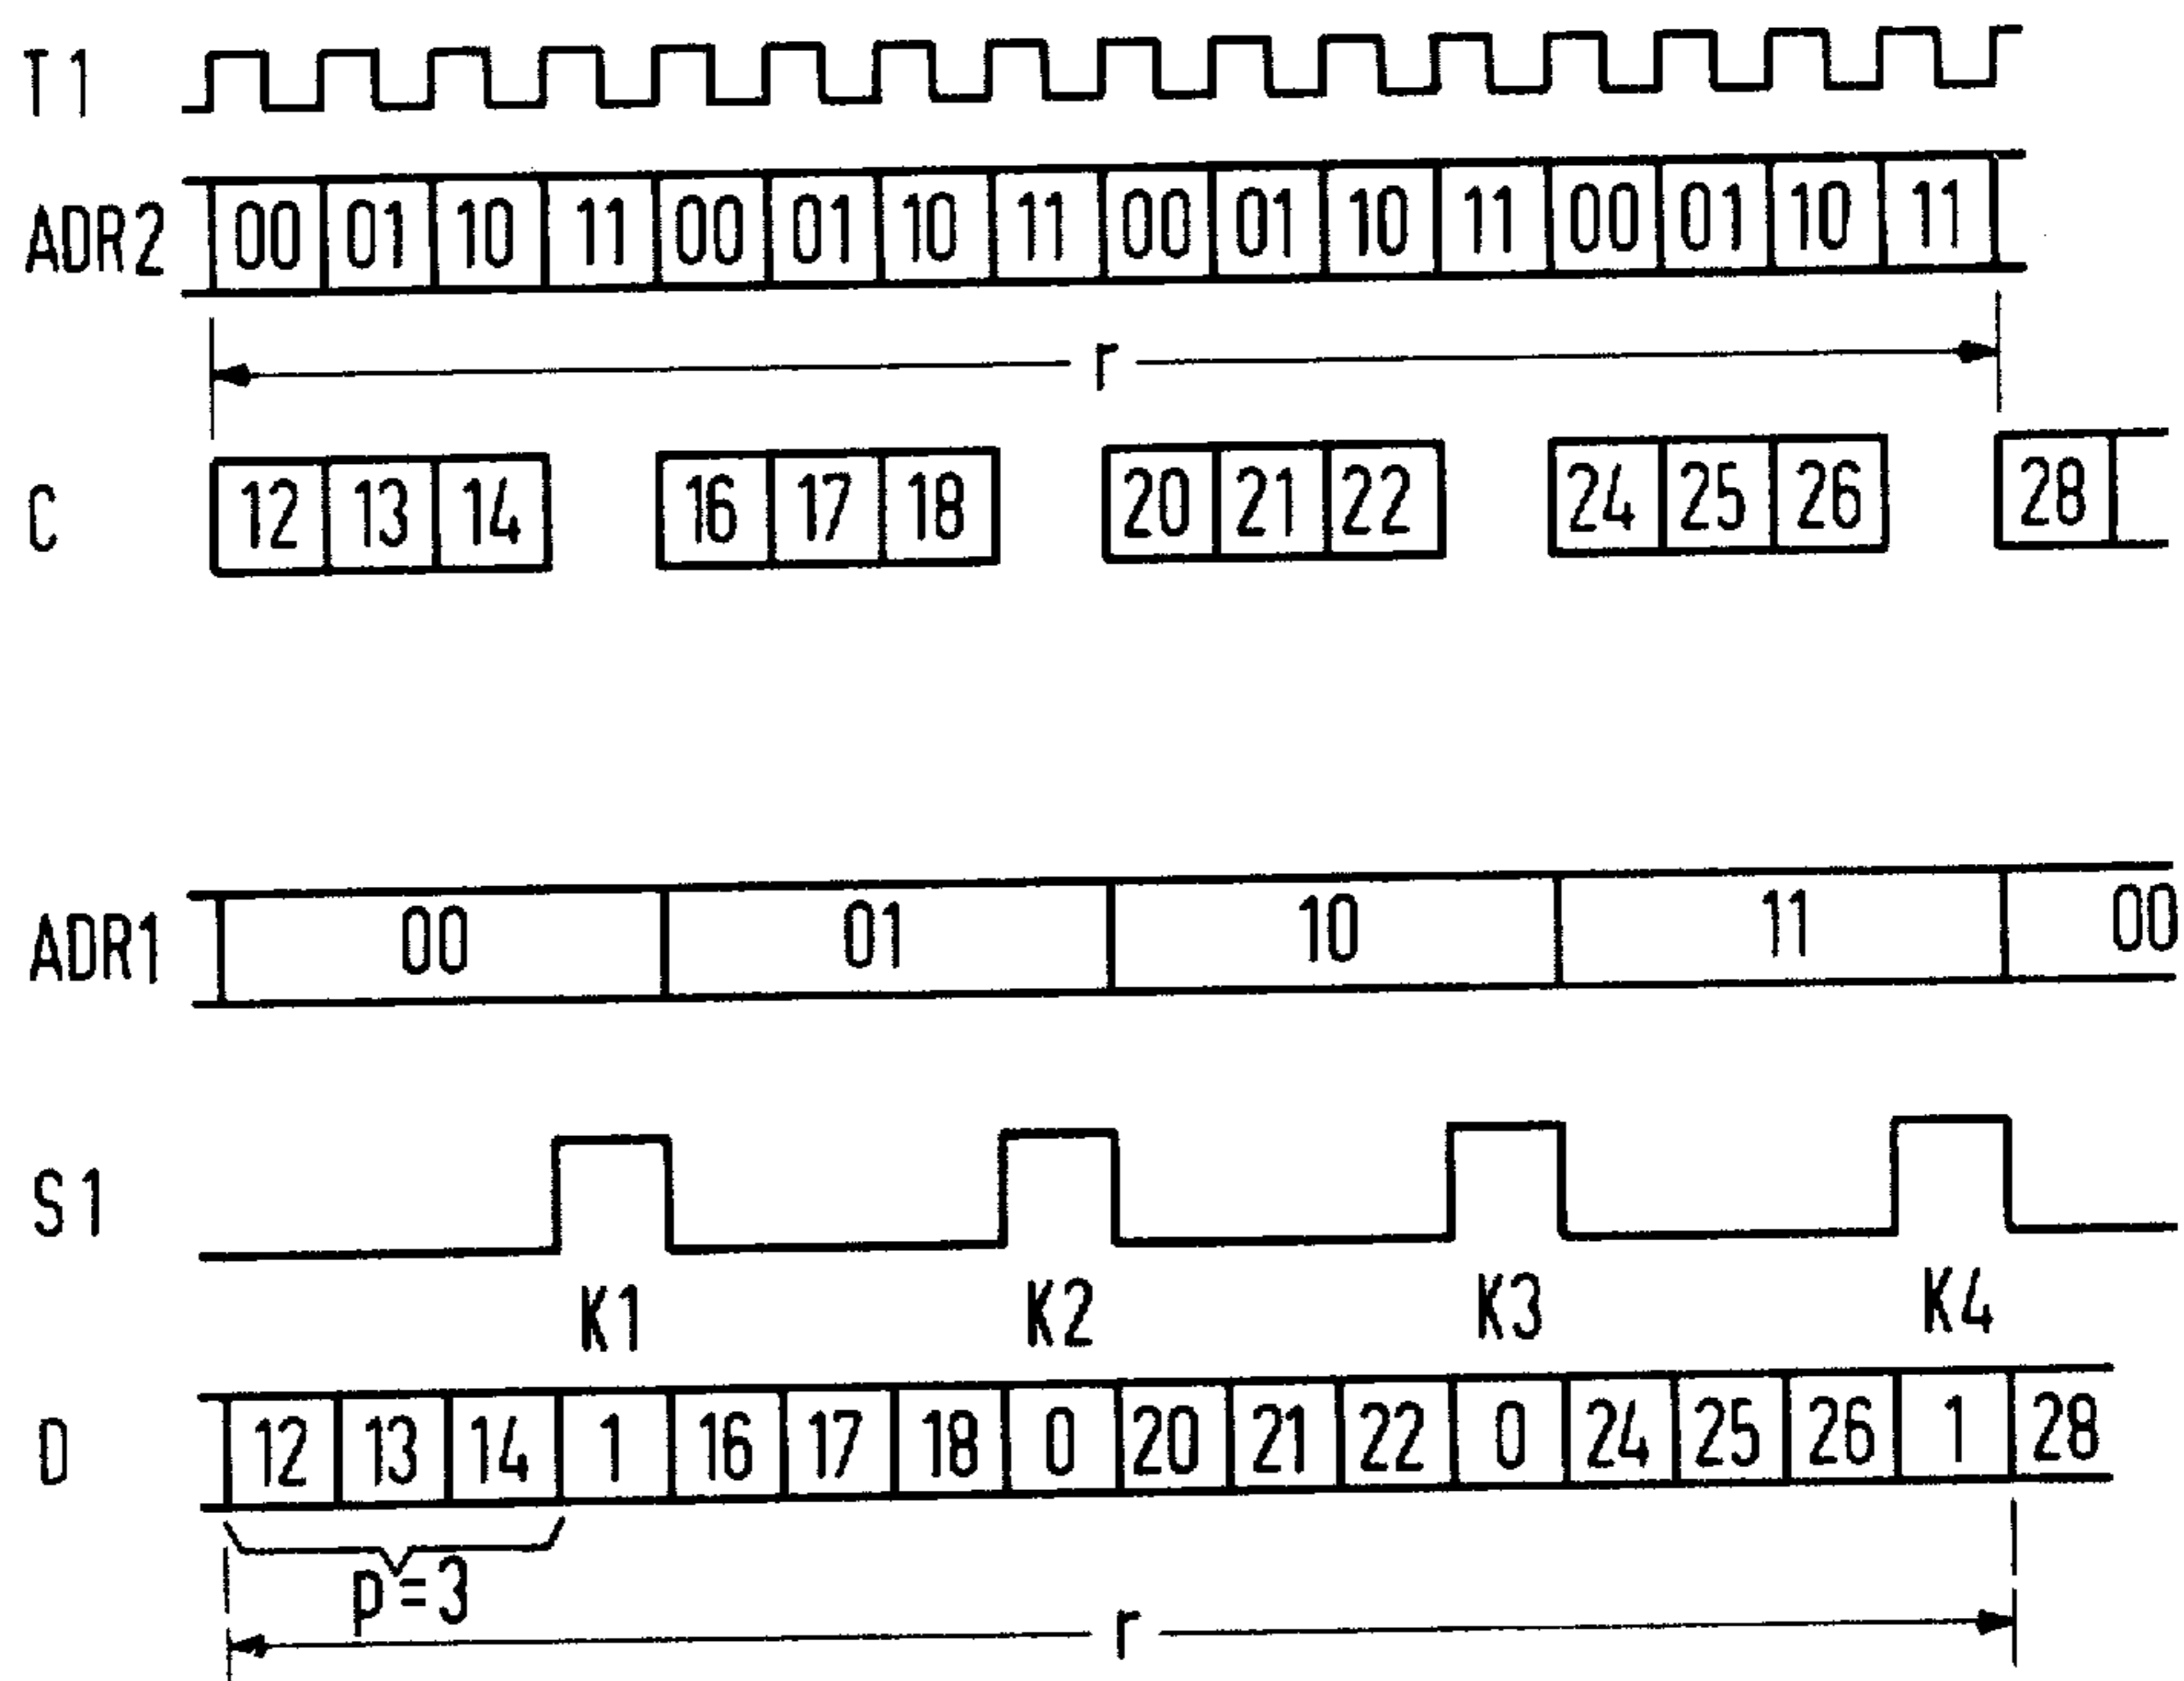 T1
ADR2 00 01 10 11 00 01 10 11 00 01 10 11 00 01 10 11
r
C 12 13 14 16 17 18 20 21 22 24 25 26 28
ADR1 00 01 10 11 00
S1
K1 K2 K3 K4
D 12 13 14 1 16 17 18 0 20 21 22 0 24 25 26 1 28
p=3
r